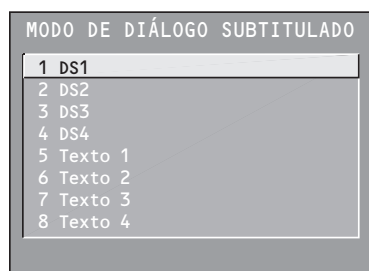 MODO DE DIÁLOGO SUBTITULADO
1 DS1
2 DS2
3 DS3
4 DS4
5 Texto 1
6 Texto 2
7 Texto 3
8 Texto 4